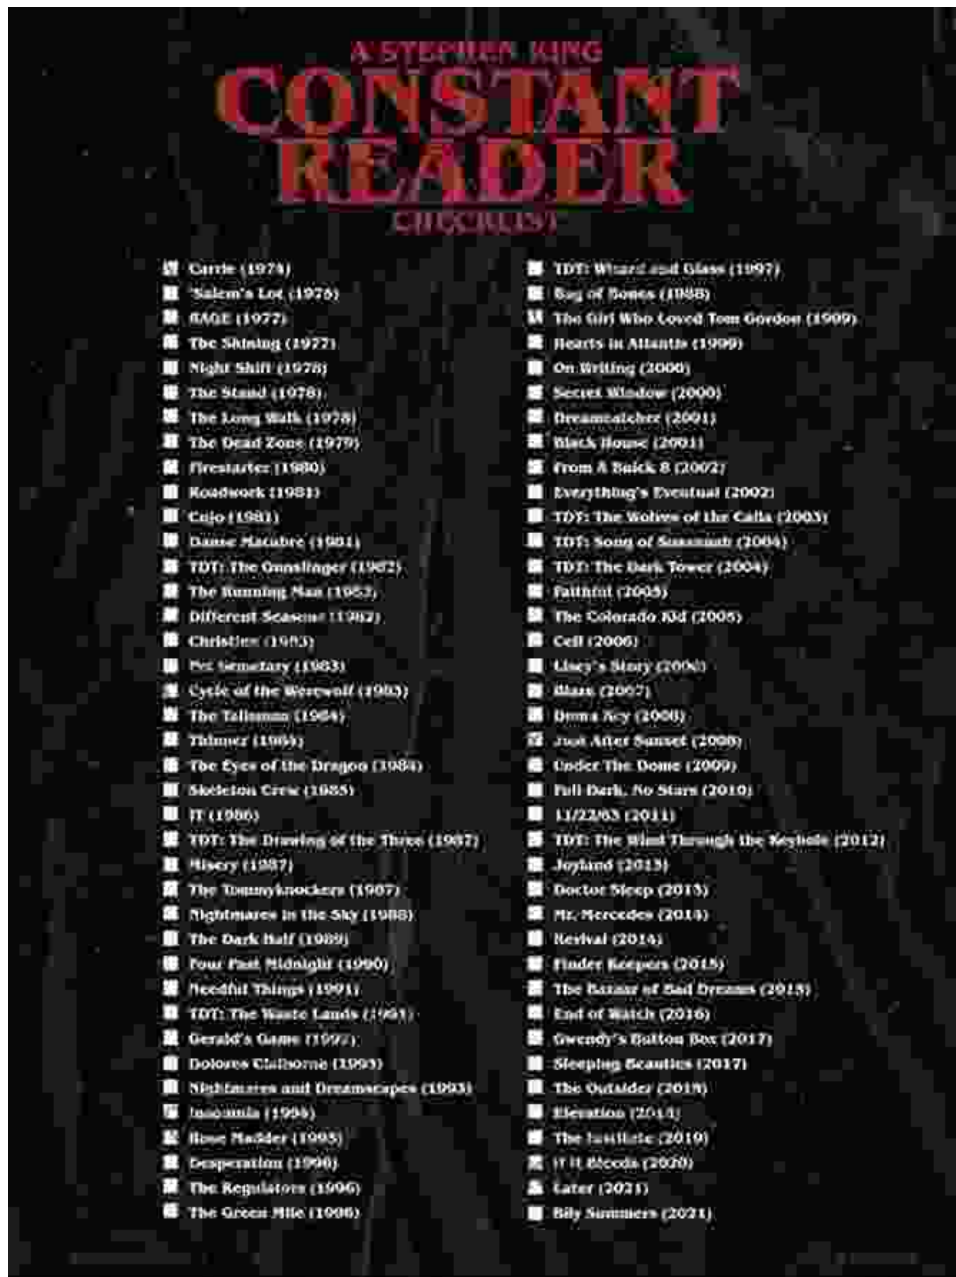 A STEPHEN KING
CONSTANT
READER
CHECKLIST
Carrie (1974)
'Salem's Lot (1975)
RAGE (1977)
The Shining (1977)
Night Shift (1978)
The Stand (1978)
The Long Walk (1978)
The Dead Zone (1979)
Firestarter (1980)
Roadwork (1981)
Cujo (1981)
Danse Macabre (1981)
TDT: The Gunslinger (1982)
The Running Man (1982)
Different Seasons (1982)
Christine (1983)
Pet Sematary (1983)
Cycle of the Werewolf (1983)
The Talisman (1984)
Thinner (1984)
The Eyes of the Dragon (1984)
Skeleton Crew (1985)
IT (1986)
TDT: The Drawing of the Three (1987)
Misery (1987)
The Tommyknockers (1987)
Nightmares in the Sky (1988)
The Dark Half (1989)
Four Past Midnight (1990)
Needful Things (1991)
TDT: The Waste Lands (1991)
Gerald's Game (1992)
Dolores Claiborne (1993)
Nightmares and Dreamscapes (1993)
Insomnia (1994)
Rose Madder (1995)
Desperation (1996)
The Regulators (1996)
The Green Mile (1996)
TDT: Wizard and Glass (1997)
Bag of Bones (1988)
The Girl Who Loved Tom Gordon (1999)
Hearts in Atlantis (1999)
On Writing (2000)
Secret Window (2000)
Dreamcatcher (2001)
Black House (2001)
From A Buick 8 (2002)
Everything's Eventual (2002)
TDT: The Wolves of the Calla (2003)
TDT: Song of Susannah (2004)
TDT: The Dark Tower (2004)
Faithful (2005)
The Colorado Kid (2005)
Cell (2006)
Lisey's Story (2006)
Blaze (2007)
Duma Key (2008)
Just After Sunset (2008)
Under The Dome (2009)
Full Dark, No Stars (2010)
11/22/63 (2011)
TDT: The Wind Through the Keyhole (2012)
Joyland (2013)
Doctor Sleep (2013)
Mr. Mercedes (2014)
Revival (2014)
Finder Keepers (2015)
The Bazaar of Bad Dreams (2015)
End of Watch (2016)
Gwendy's Button Box (2017)
Sleeping Beauties (2017)
The Outsider (2018)
Elevation (2018)
The Institute (2019)
If It Bleeds (2020)
Later (2021)
Bily Summers (2021)